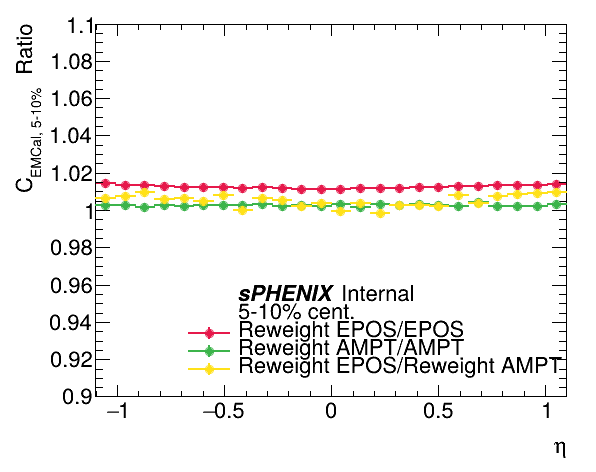 C_EMCal, 5-10% Ratio
1.1
1.08
1.06
1.04
1.02
1
0.98
0.96
0.94
0.92
0.9
sPHENIX Internal
5-10% cent.
Reweight EPOS/EPOS
Reweight AMPT/AMPT
Reweight EPOS/Reweight AMPT
−1 −0.5 0 0.5 1
η